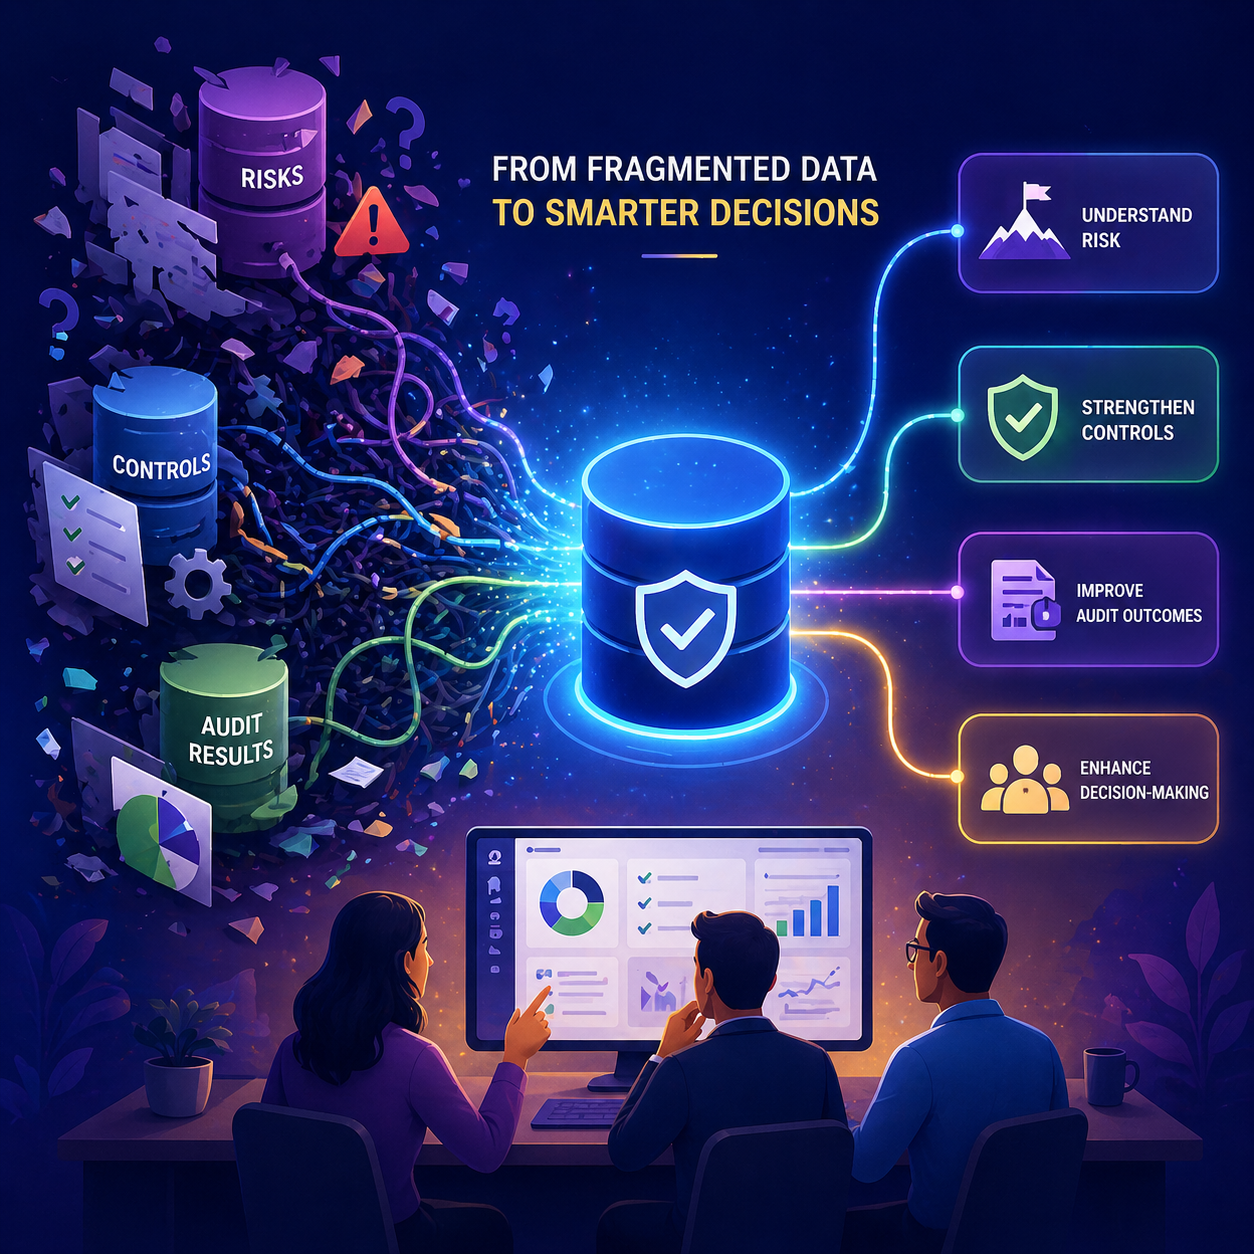 FROM FRAGMENTED DATA
TO SMARTER DECISIONS
RISKS
CONTROLS
AUDIT
RESULTS
UNDERSTAND
RISK
STRENGTHEN
CONTROLS
IMPROVE
AUDIT OUTCOMES
ENHANCE
DECISION-MAKING